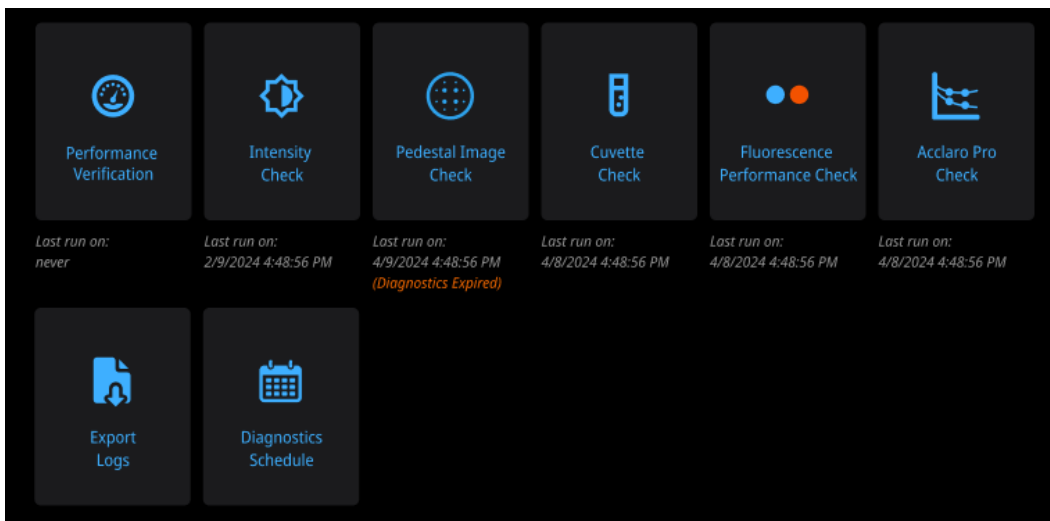 Performance
Verification
Intensity
Check
Pedestal Image
Check
Cuvette
Check
Fluorescence
Performance Check
Acclaro Pro
Check
Last run on:
never
Last run on:
2/9/2024 4:48:56 PM
Last run on:
4/9/2024 4:48:56 PM
(Diagnostics Expired)
Last run on:
4/8/2024 4:48:56 PM
Last run on:
4/8/2024 4:48:56 PM
Last run on:
4/8/2024 4:48:56 PM
Export
Logs
Diagnostics
Schedule